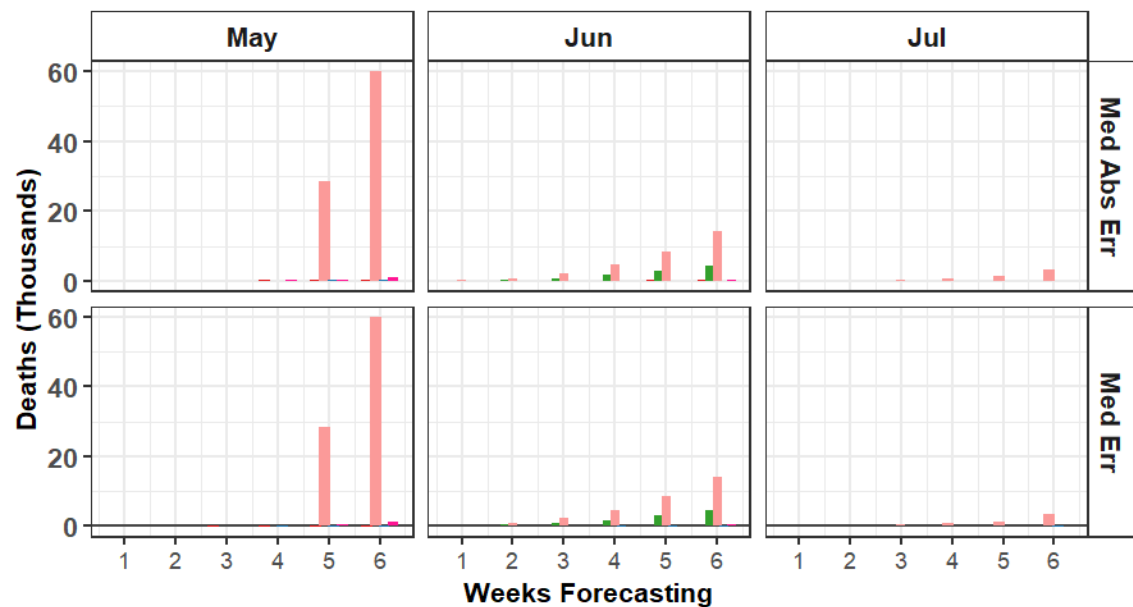 May Jun Jul
60
40
20
0
Med Abs Err
60
40
20
0
Med Err
Deaths (Thousands)
1 2 3 4 5 6 1 2 3 4 5 6 1 2 3 4 5 6
Weeks Forecasting